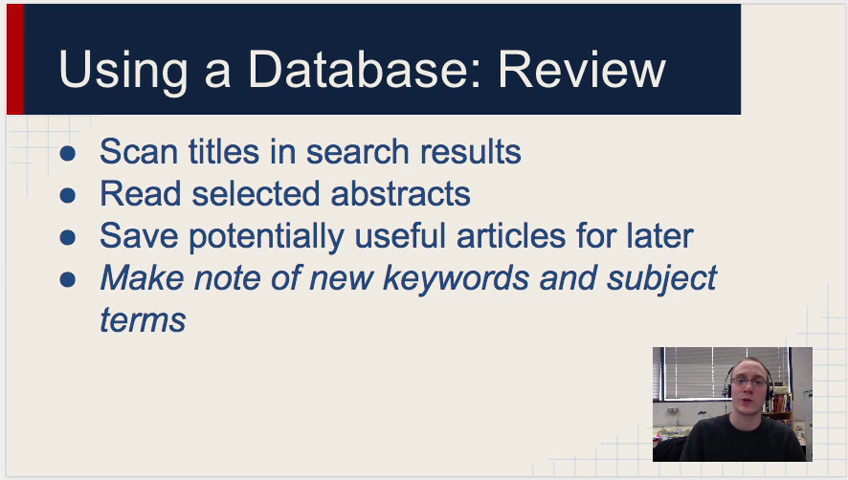 Using a Database: Review
● Scan titles in search results
● Read selected abstracts
● Save potentially useful articles for later
● Make note of new keywords and subject
terms